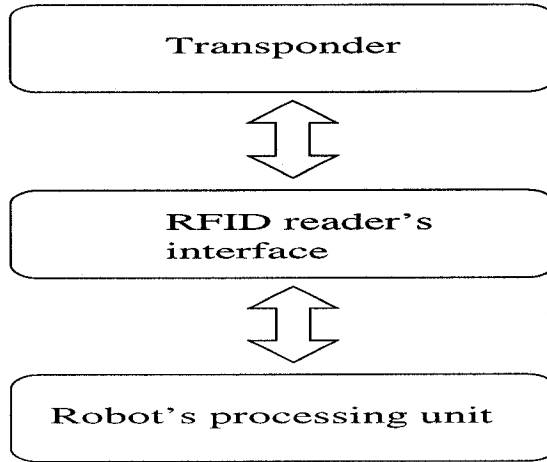 Transponder
RFID reader's
interface
Robot's processing unit